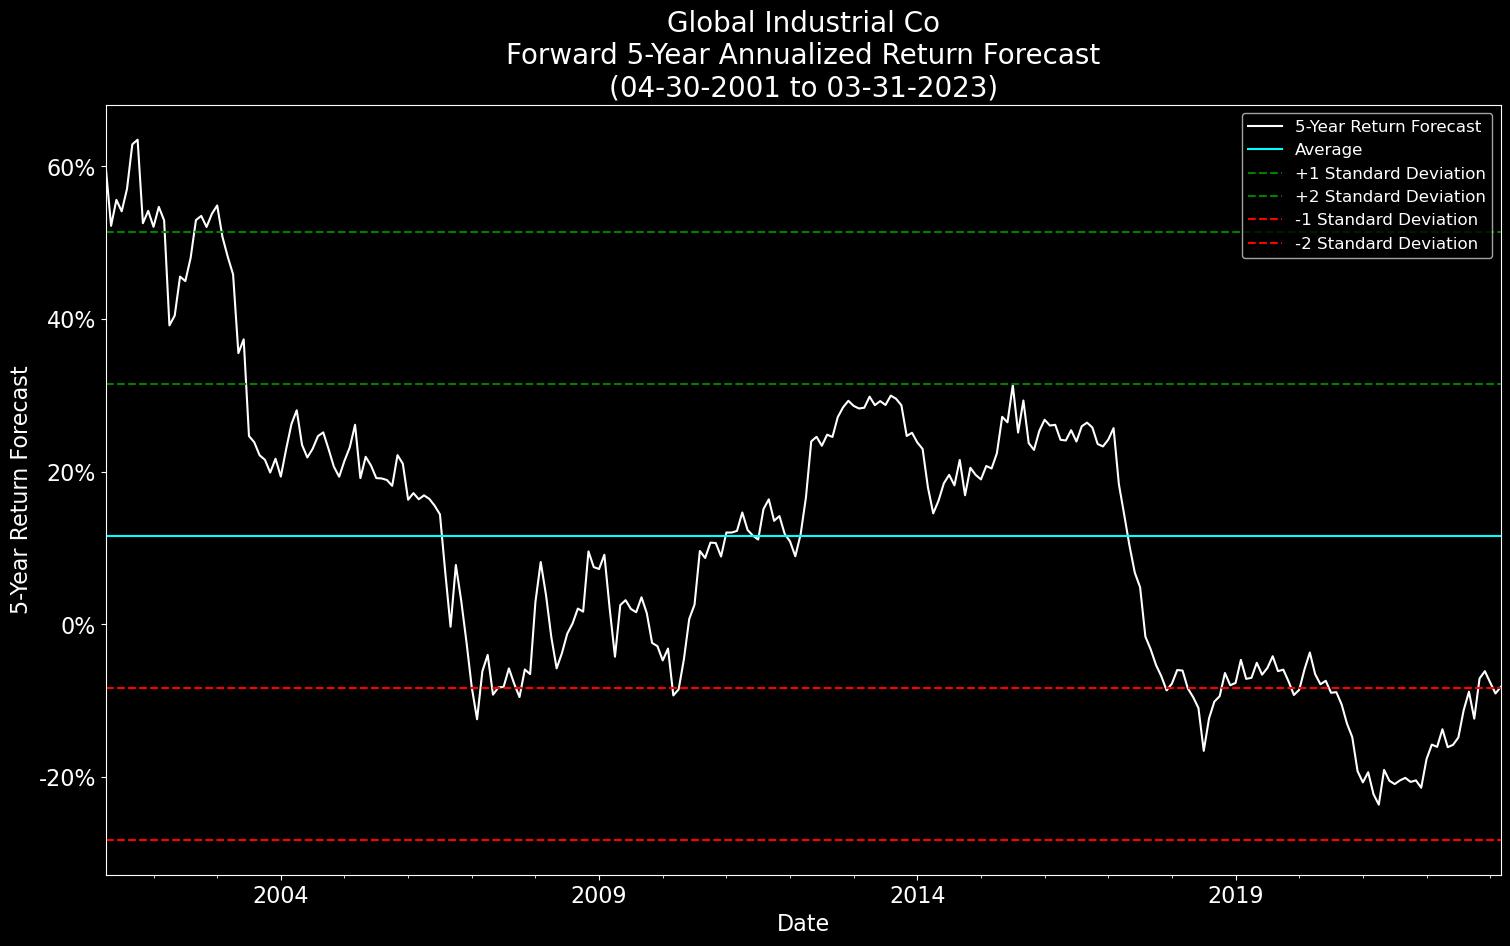 Global Industrial Co
Forward 5-Year Annualized Return Forecast
(04-30-2001 to 03-31-2023)
5-Year Return Forecast
Average
+1 Standard Deviation
+2 Standard Deviation
-1 Standard Deviation
-2 Standard Deviation
60%
40%
20%
0%
-20%
5-Year Return Forecast
2004
2009
2014
2019
Date